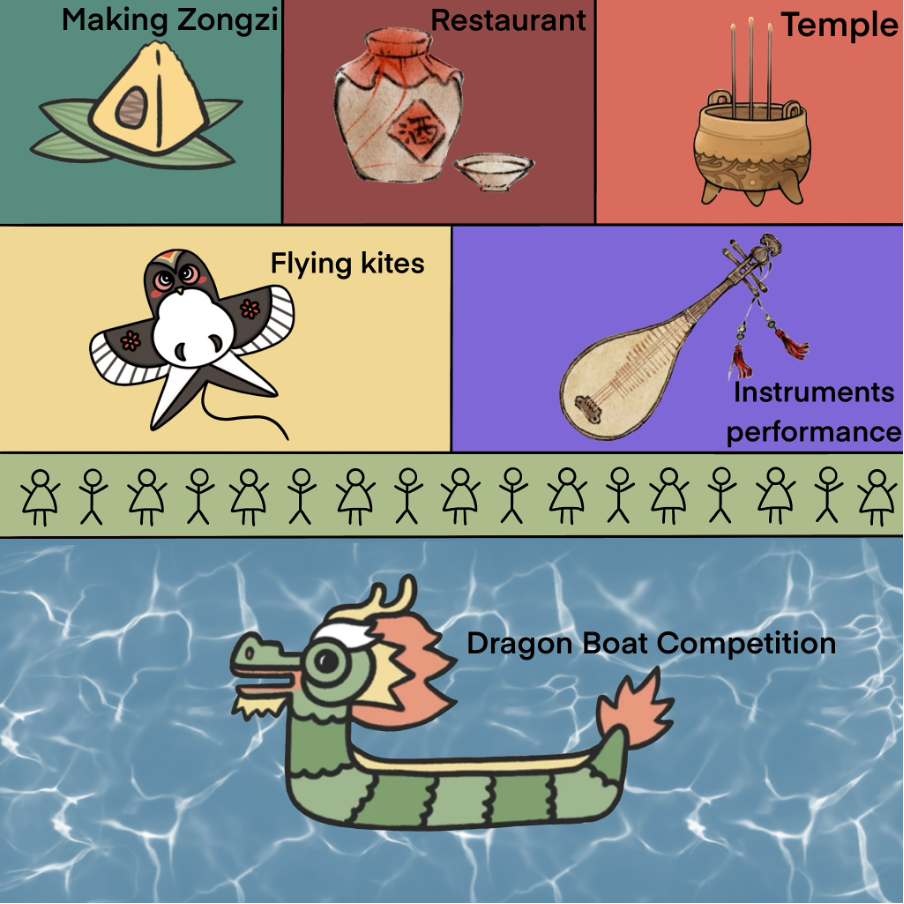 Making Zongzi
Restaurant
Temple
酒
Flying kites
Instruments
performance
Dragon Boat Competition